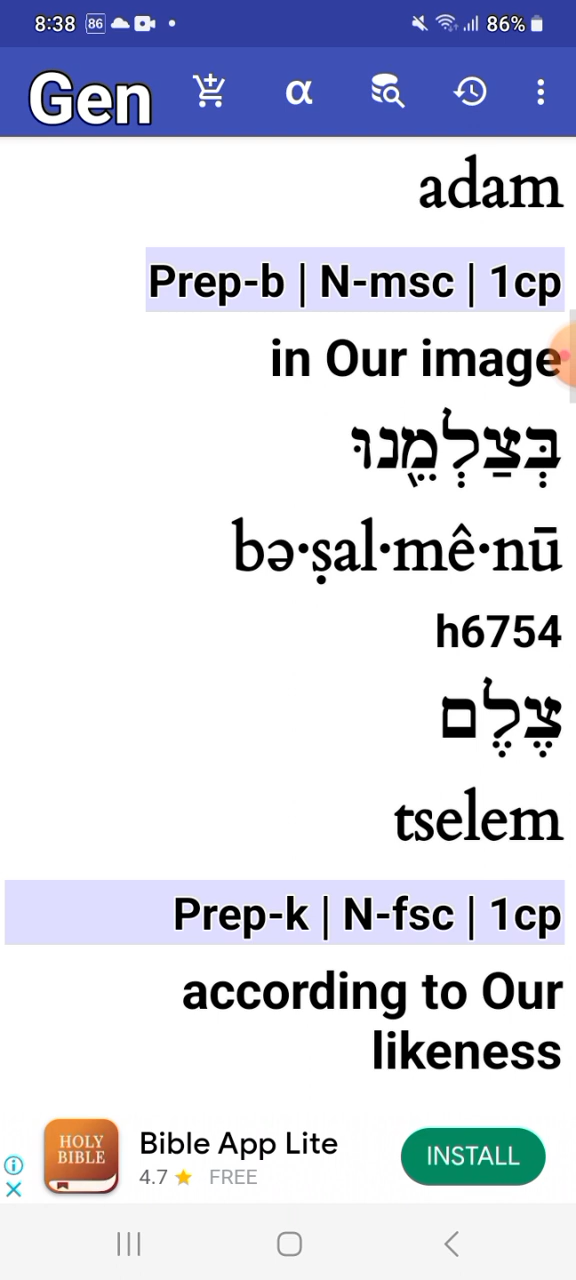 8:38 86 86%
Gen α
adam
Prep-b | N-msc | 1cp
in Our image
בְּצַלְמֵ֖נוּ
bə·ṣal·mê·nū
h6754
צֶלֶם
tselem
Prep-k | N-fsc | 1cp
according to Our
likeness
HOLY
BIBLE
Bible App Lite
4.7 ★ FREE
INSTALL